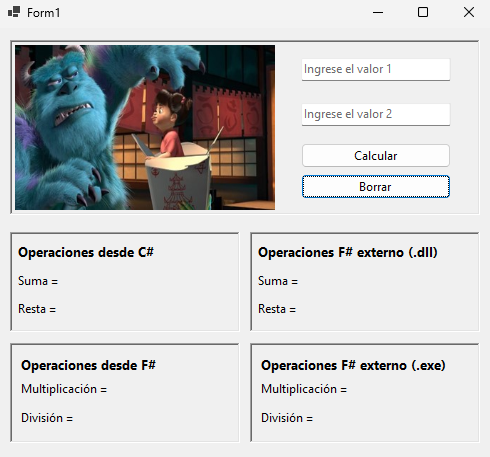 Form1
Ingrese el valor 1
Ingrese el valor 2
Calcular
Borrar
Operaciones desde C#
Suma =
Resta =
Operaciones F# externo (.dll)
Suma =
Resta =
Operaciones desde F#
Multiplicación =
División =
Operaciones F# externo (.exe)
Multiplicación =
División =